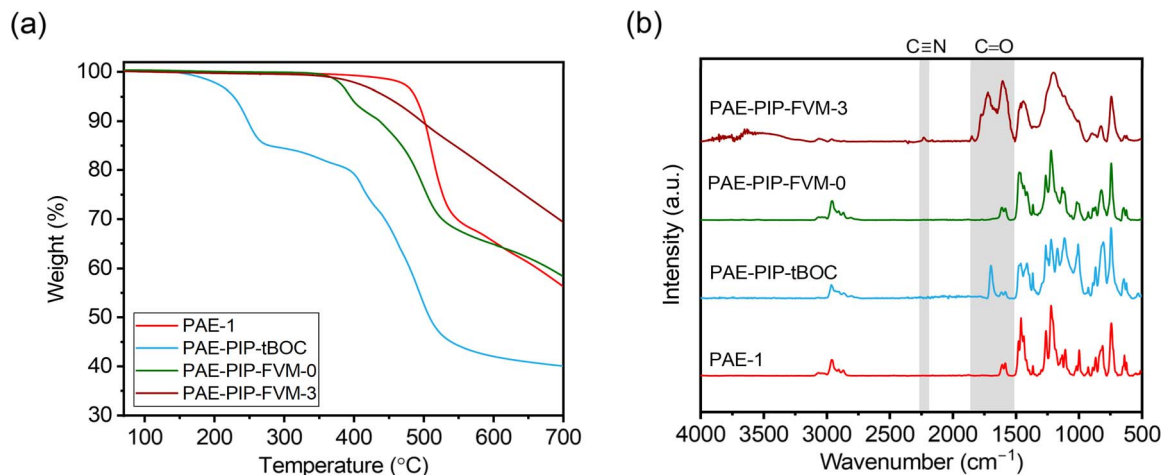 (a)
100
90
80
70
60
50
40
30
Weight (%)
PAE-1
PAE-PIP-tBOC
PAE-PIP-FVM-0
PAE-PIP-FVM-3
100 200 300 400 500 600 700
Temperature (°C)
(b)
C≡N C=O
PAE-PIP-FVM-3
PAE-PIP-FVM-0
PAE-PIP-tBOC
PAE-1
Intensity (a.u.)
4000 3500 3000 2500 2000 1500 1000 500
Wavenumber (cm⁻¹)